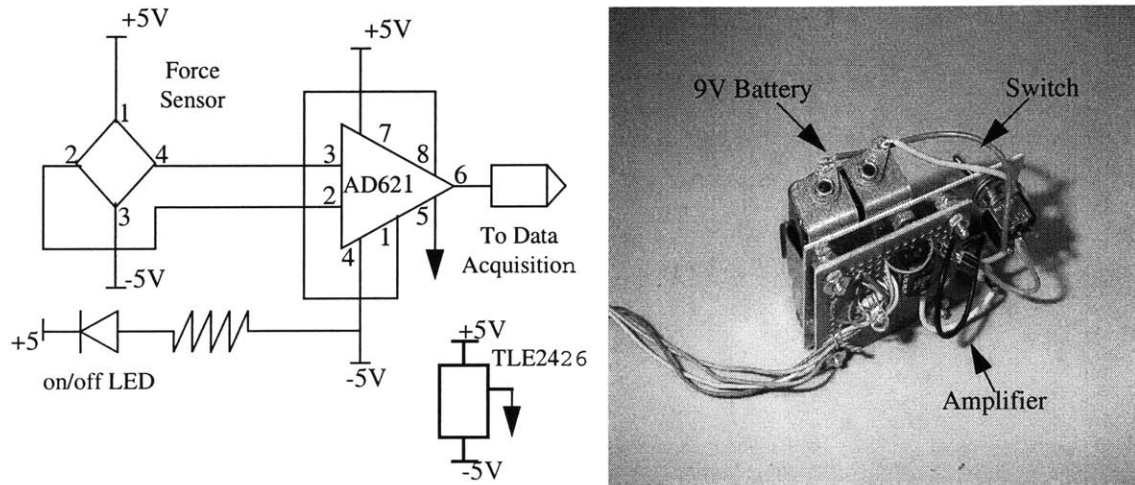 +5V
Force
Sensor
1
2
4
3
-5V
+5V
7
3
8
AD621
6
2
5
1
4
To Data
Acquisition
+5
on/off LED
-5V
+5V
TLE2426
-5V
9V Battery
Switch
Amplifier